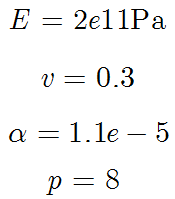 E = 2e11Pa
v = 0.3
α = 1.1e − 5
p = 8